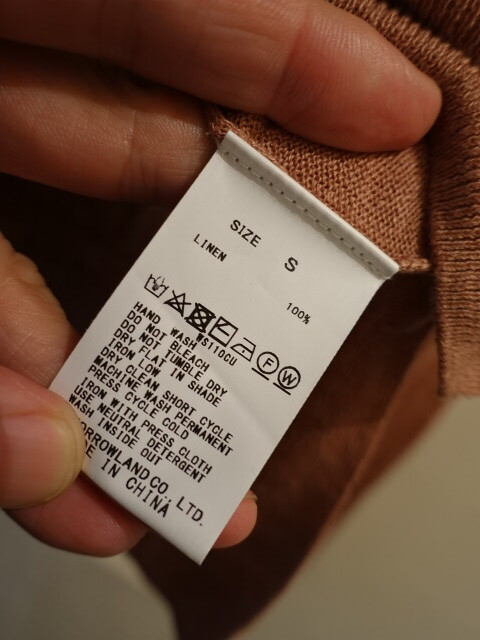 SIZE S
LINEN 100%
WS110CU
HAND WASH
DO NOT BLEACH
DO NOT TUMBLE DRY
DRY FLAT IN SHADE
IRON LOW
DRY CLEAN SHORT CYCLE
MACHINE WASH PERMANENT
PRESS CYCLE COLD
IRON WITH PRESS CLOTH
USE NEUTRAL DETERGENT
WASH INSIDE OUT
ORROWLAND CO., LTD.
E IN CHINA